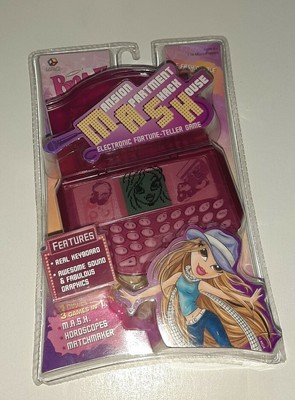 MANSION
APARTMENT
SHACK
HOUSE
ELECTRONIC FORTUNE-TELLER GAME
FEATURES
• REAL KEYBOARD
• AWESOME SOUND
& FABULOUS
GRAPHICS
3 GAMES IN 1
M.A.S.H.
HOROSCOPES
MATCHMAKER